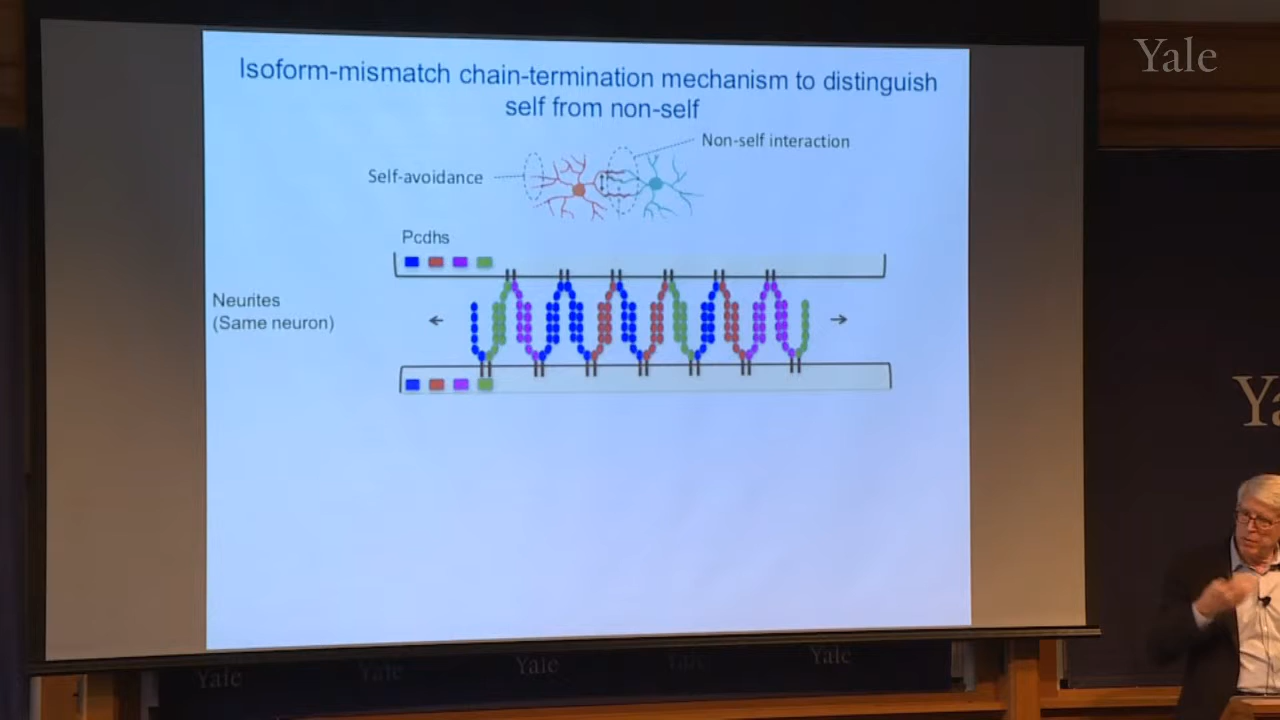 Yale
Isoform-mismatch chain-termination mechanism to distinguish
self from non-self
Non-self interaction
Self-avoidance
Pcdhs
Neurites
(Same neuron)
Yale
Yale
Yale
Yale
Yale